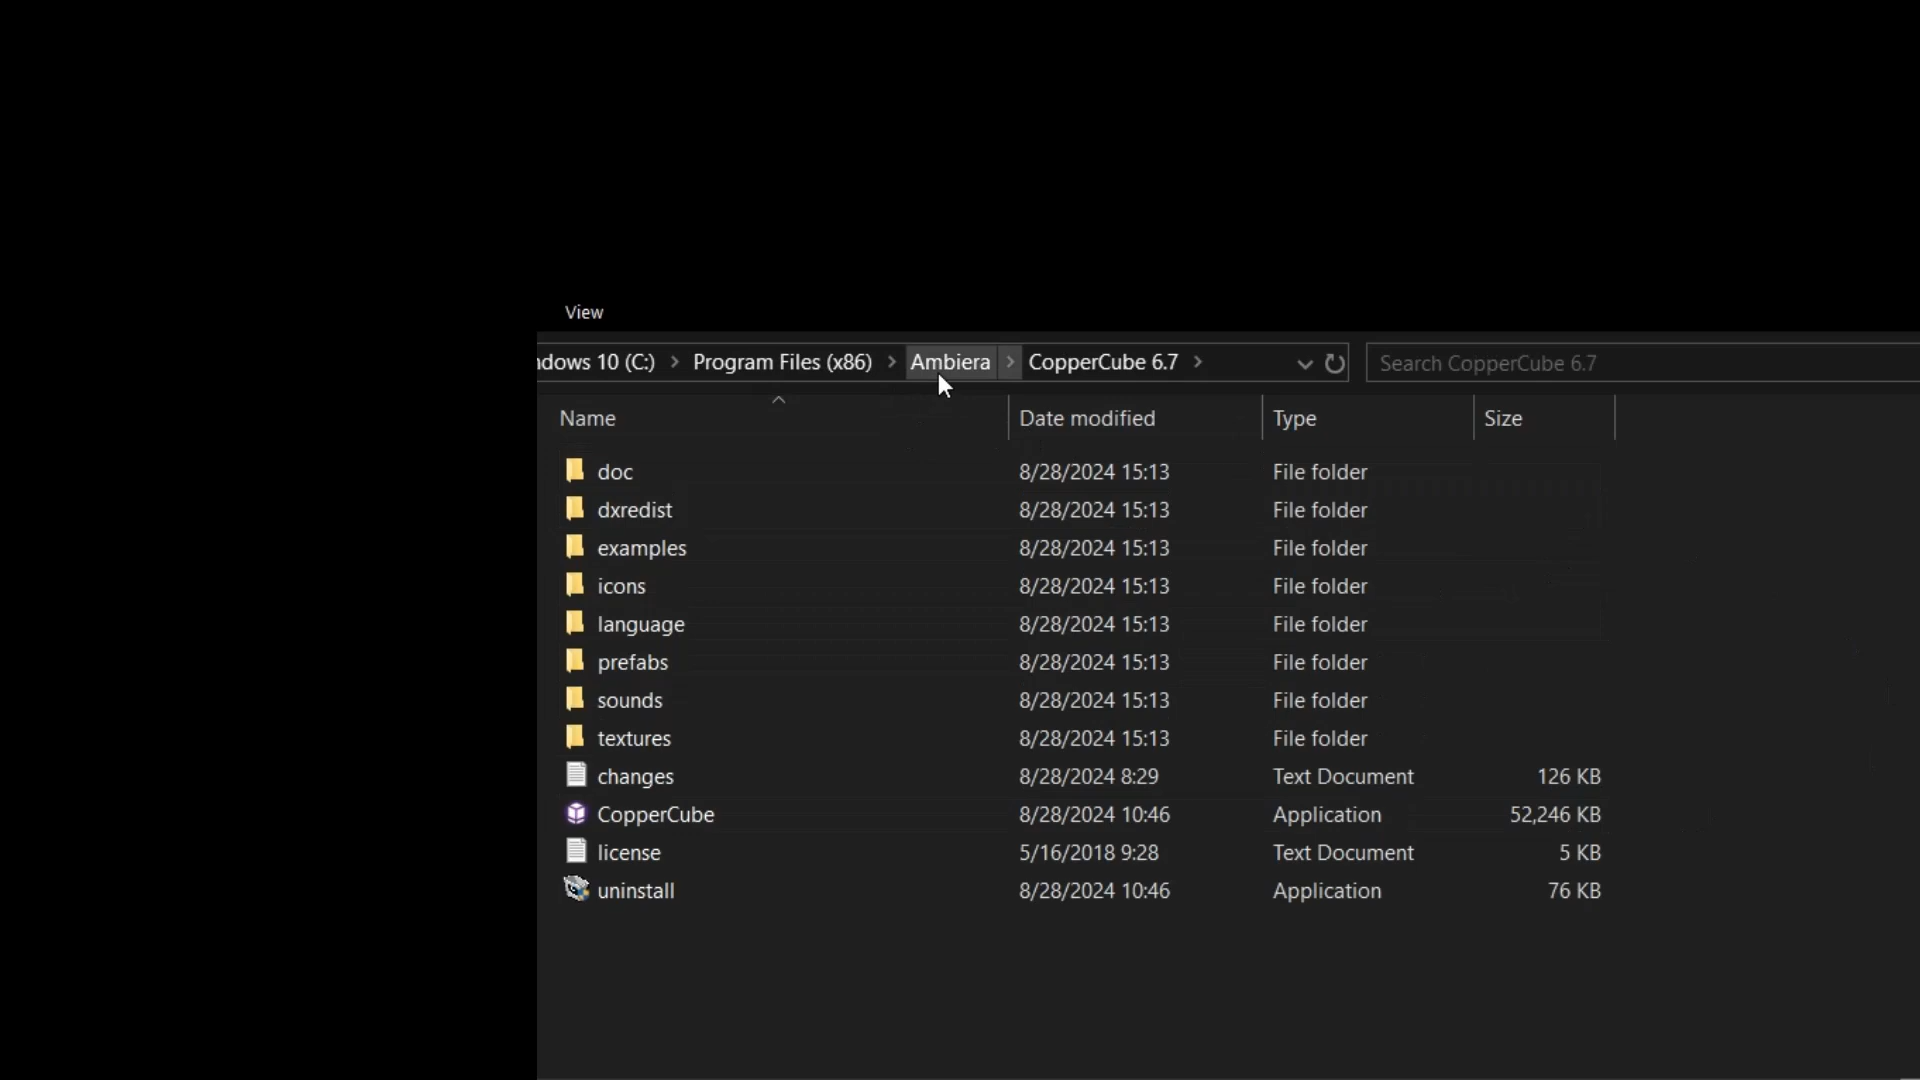 View
ndows 10 (C:) > Program Files (x86) > Ambiera > CopperCube 6.7 > Search CopperCube 6.7
Name Date modified Type Size
doc 8/28/2024 15:13 File folder
dxredist 8/28/2024 15:13 File folder
examples 8/28/2024 15:13 File folder
icons 8/28/2024 15:13 File folder
language 8/28/2024 15:13 File folder
prefabs 8/28/2024 15:13 File folder
sounds 8/28/2024 15:13 File folder
textures 8/28/2024 15:13 File folder
changes 8/28/2024 8:29 Text Document 126 KB
CopperCube 8/28/2024 10:46 Application 52,246 KB
license 5/16/2018 9:28 Text Document 5 KB
uninstall 8/28/2024 10:46 Application 76 KB